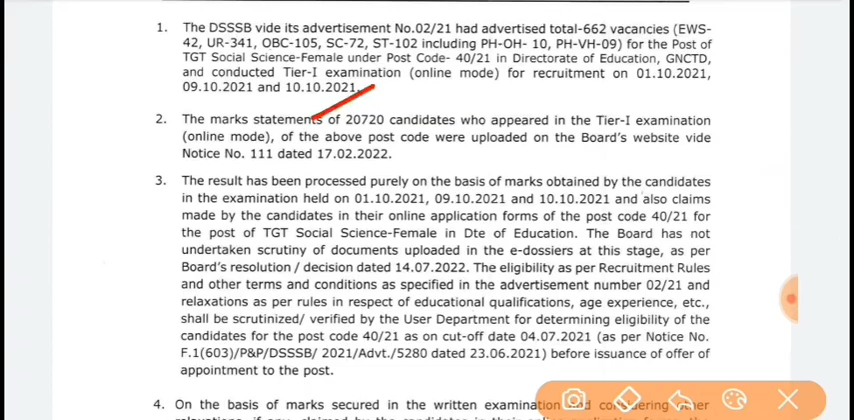 1. The DSSSB vide its advertisement No.02/21 had advertised total-662 vacancies (EWS-
42, UR-341, OBC-105, SC-72, ST-102 including PH-OH- 10, PH-VH-09) for the Post of
TGT Social Science-Female under Post Code- 40/21 in Directorate of Education, GNCTD,
and conducted Tier-I examination (online mode) for recruitment on 01.10.2021,
09.10.2021 and 10.10.2021.
2. The marks statements of 20720 candidates who appeared in the Tier-I examination
(online mode), of the above post code were uploaded on the Board's website vide
Notice No. 111 dated 17.02.2022.
3. The result has been processed purely on the basis of marks obtained by the candidates
in the examination held on 01.10.2021, 09.10.2021 and 10.10.2021 and also claims
made by the candidates in their online application forms of the post code 40/21 for
the post of TGT Social Science-Female in Dte of Education. The Board has not
undertaken scrutiny of documents uploaded in the e-dossiers at this stage, as per
Board's resolution / decision dated 14.07.2022. The eligibility as per Recruitment Rules
and other terms and conditions as specified in the advertisement number 02/21 and
relaxations as per rules in respect of educational qualifications, age experience, etc.,
shall be scrutinized/ verified by the User Department for determining eligibility of the
candidates for the post code 40/21 as on cut-off date 04.07.2021 (as per Notice No.
F.1(603)/P&P/DSSSB/ 2021/Advt./5280 dated 23.06.2021) before issuance of offer of
appointment to the post.
4. On the basis of marks secured in the written examination and considering other